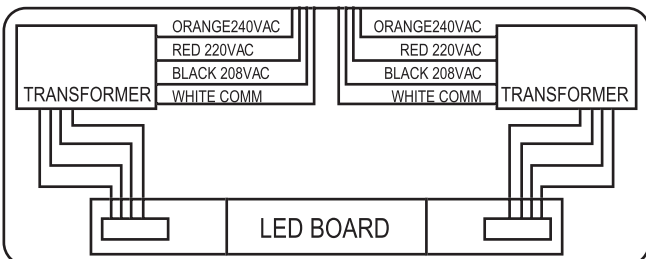 ORANGE240VAC
RED 220VAC
BLACK 208VAC
WHITE COMM
TRANSFORMER
ORANGE240VAC
RED 220VAC
BLACK 208VAC
WHITE COMM
TRANSFORMER
LED BOARD